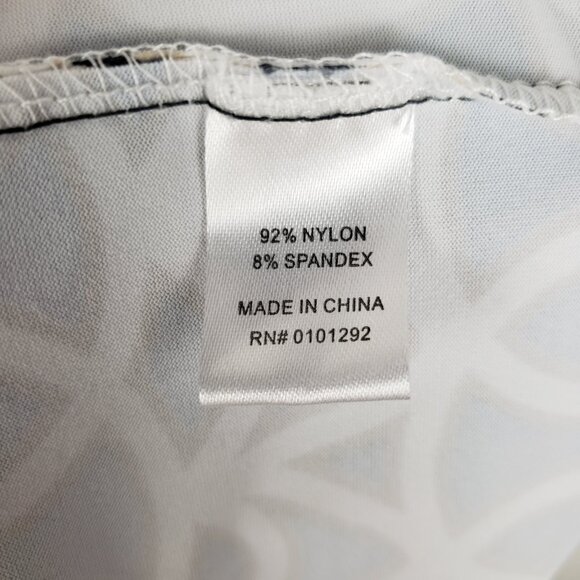 92% NYLON
8% SPANDEX
MADE IN CHINA
RN# 0101292